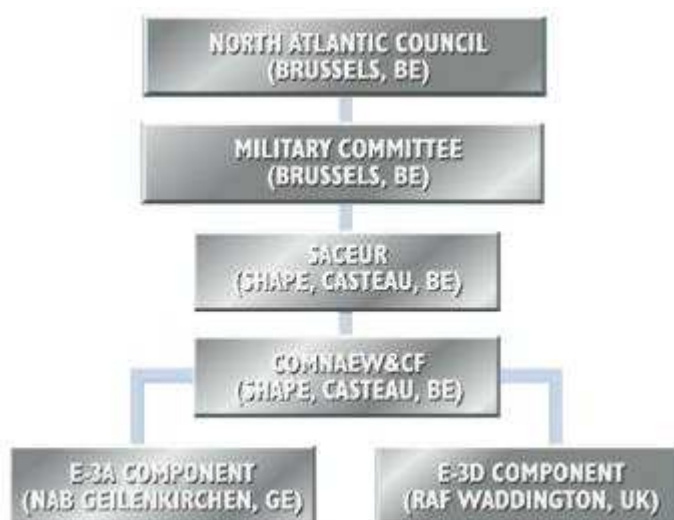 NORTH ATLANTIC COUNCIL
(BRUSSELS, BE)
MILITARY COMMITTEE
(BRUSSELS, BE)
SACEUR
(SHAPE, CASTEAU, BE)
COMNAEW&CF
(SHAPE, CASTEAU, BE)
E-3A COMPONENT
(NAB GEILENKIRCHEN, GE)
E-3D COMPONENT
(RAF WADDINGTON, UK)